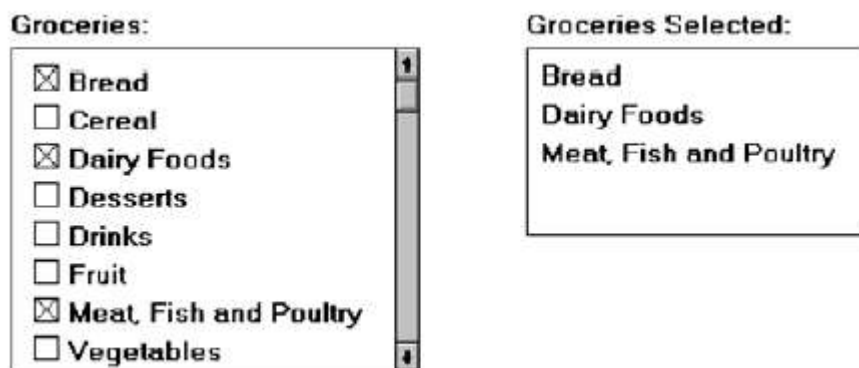 Groceries:
Bread
Cereal
Dairy Foods
Desserts
Drinks
Fruit
Meat, Fish and Poultry
Vegetables
Groceries Selected:
Bread
Dairy Foods
Meat, Fish and Poultry